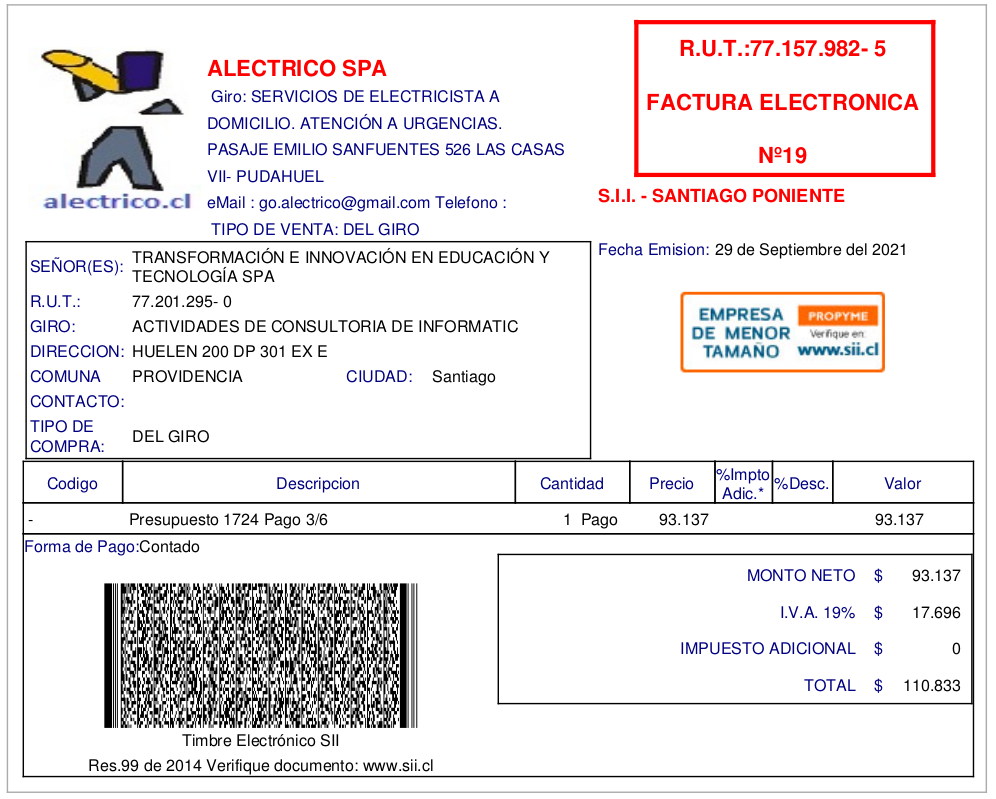 alectrico.cl
ALECTRICO SPA
Giro: SERVICIOS DE ELECTRICISTA A
DOMICILIO. ATENCIÓN A URGENCIAS.
PASAJE EMILIO SANFUENTES 526 LAS CASAS
VII- PUDAHUEL
eMail : go.alectrico@gmail.com Telefono :
TIPO DE VENTA: DEL GIRO
R.U.T.:77.157.982- 5
FACTURA ELECTRONICA
Nº19
S.I.I. - SANTIAGO PONIENTE
Fecha Emision: 29 de Septiembre del 2021
EMPRESA
DE MENOR
TAMAÑO
PROPYME
Verifique en:
www.sii.cl
SEÑOR(ES): TRANSFORMACIÓN E INNOVACIÓN EN EDUCACIÓN Y
TECNOLOGÍA SPA
R.U.T.: 77.201.295- 0
GIRO: ACTIVIDADES DE CONSULTORIA DE INFORMATIC
DIRECCION: HUELEN 200 DP 301 EX E
COMUNA PROVIDENCIA CIUDAD: Santiago
CONTACTO:
TIPO DE
COMPRA: DEL GIRO
Codigo Descripcion Cantidad Precio %Impto Adic.* %Desc. Valor
- Presupuesto 1724 Pago 3/6 1 Pago 93.137 93.137
Forma de Pago:Contado
MONTO NETO $ 93.137
I.V.A. 19% $ 17.696
IMPUESTO ADICIONAL $ 0
TOTAL $ 110.833
Timbre Electrónico SII
Res.99 de 2014 Verifique documento: www.sii.cl